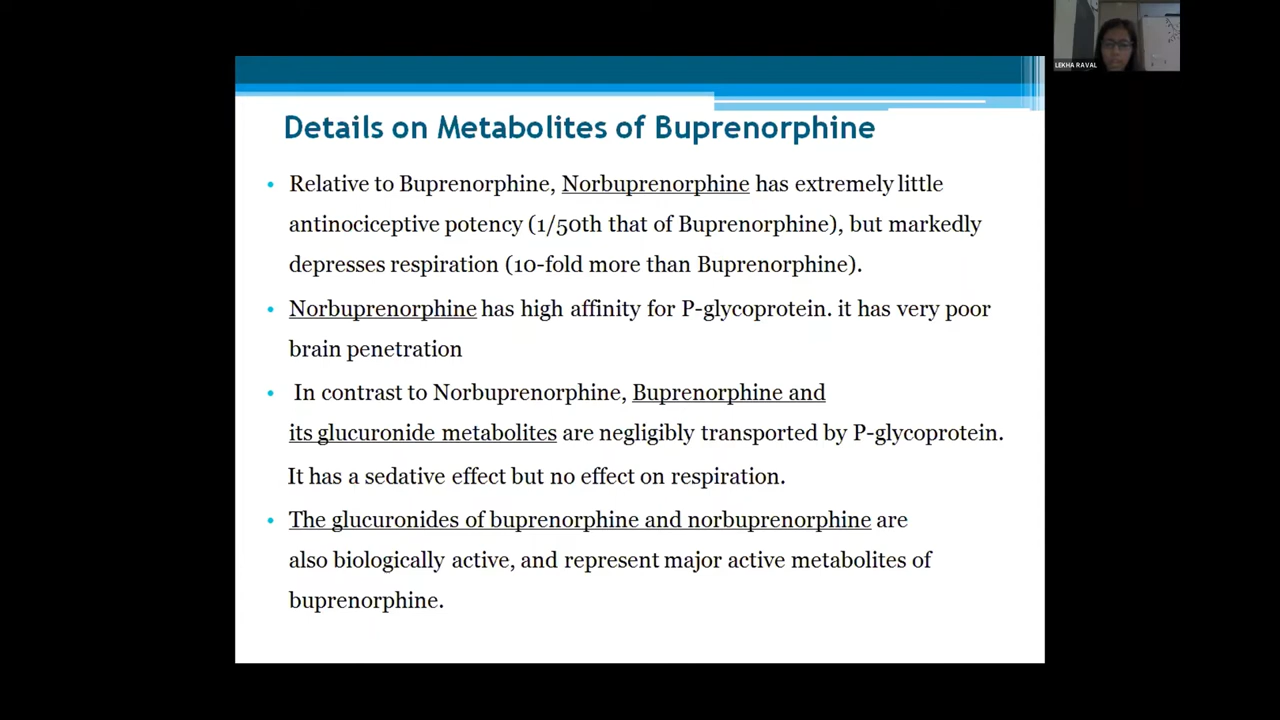 LEKHA RAVAL
Details on Metabolites of Buprenorphine
• Relative to Buprenorphine, Norbuprenorphine has extremely little
antinociceptive potency (1/50th that of Buprenorphine), but markedly
depresses respiration (10-fold more than Buprenorphine).
• Norbuprenorphine has high affinity for P-glycoprotein. it has very poor
brain penetration
• In contrast to Norbuprenorphine, Buprenorphine and
its glucuronide metabolites are negligibly transported by P-glycoprotein.
It has a sedative effect but no effect on respiration.
• The glucuronides of buprenorphine and norbuprenorphine are
also biologically active, and represent major active metabolites of
buprenorphine.